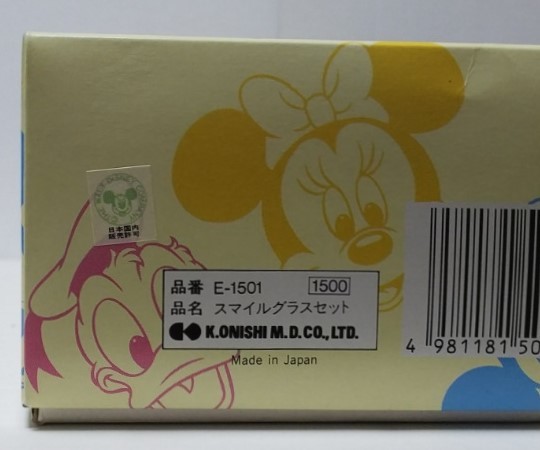 日本国内
販売許可
品番 E-1501 1500
品名 スマイルグラスセット
K.ONISHI M.D.CO., LTD.
Made in Japan
4 981181 50